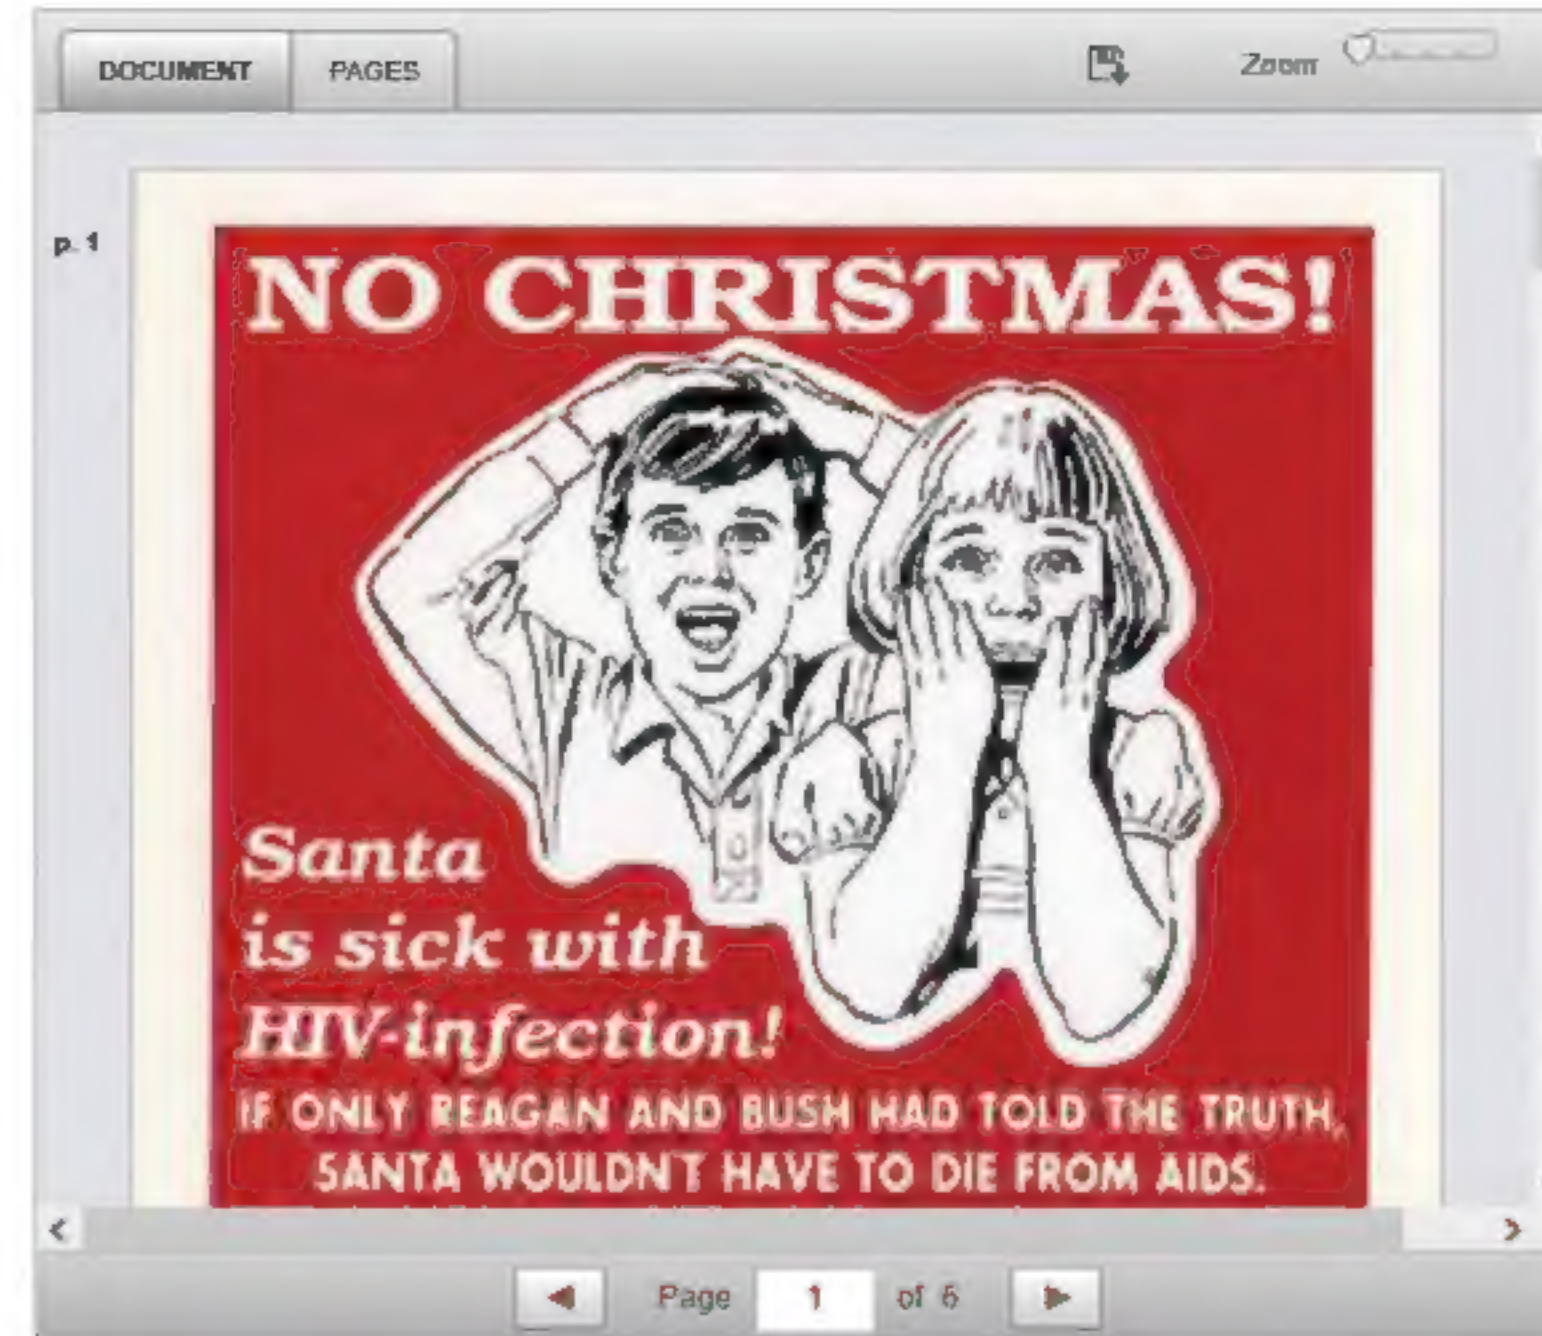 DOCUMENT PAGES Zoom
p. 1
NO CHRISTMAS!
Santa
is sick with
HIV-infection!
IF ONLY REAGAN AND BUSH HAD TOLD THE TRUTH,
SANTA WOULDN'T HAVE TO DIE FROM AIDS.
Page 1 of